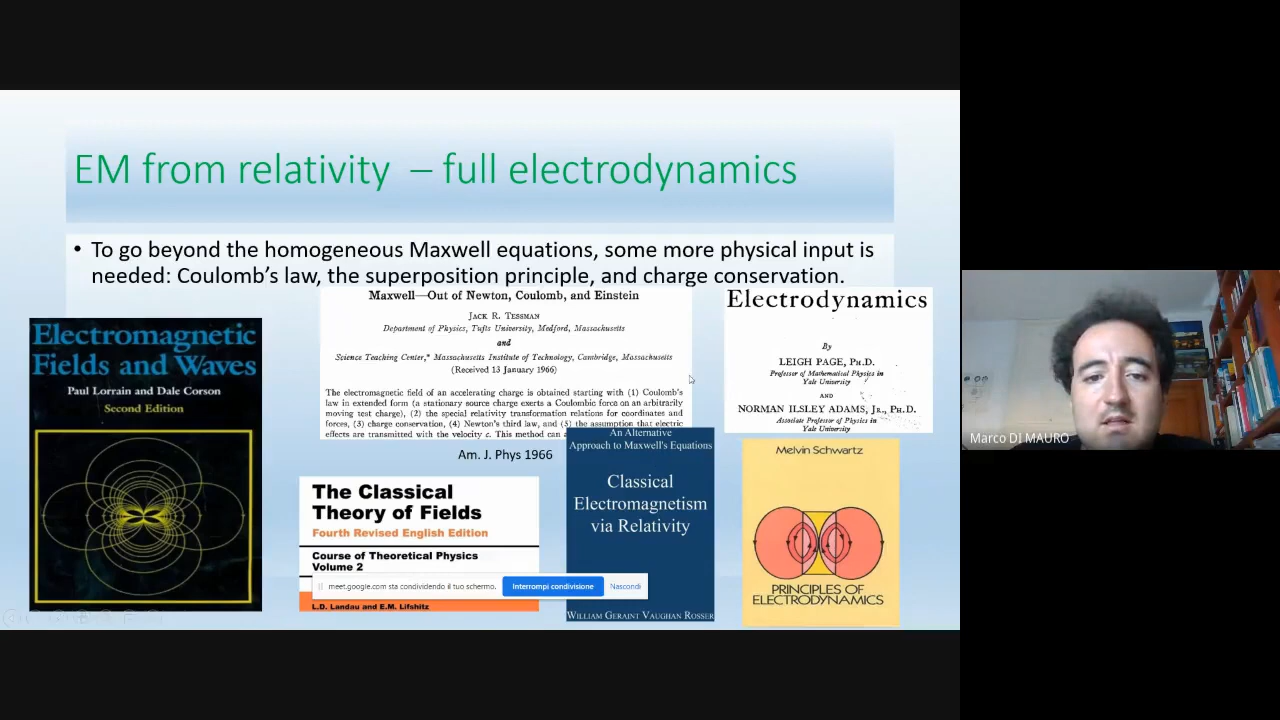 EM from relativity – full electrodynamics
• To go beyond the homogeneous Maxwell equations, some more physical input is
needed: Coulomb’s law, the superposition principle, and charge conservation.
Electromagnetic
Fields and Waves
Paul Lorrain and Dale Corson
Second Edition
Maxwell—Out of Newton, Coulomb, and Einstein
JACK R. TESSMAN
Department of Physics, Tufts University, Medford, Massachusetts
and
Science Teaching Center,* Massachusetts Institute of Technology, Cambridge, Massachusetts
(Received 13 January 1966)
The electromagnetic field of an accelerating charge is obtained starting with (1) Coulomb's
law in extended form (a stationary source charge exerts a Coulombic force on an arbitrarily
moving test charge), (2) the special relativity transformation relations for coordinates and
forces, (3) charge conservation, (4) Newton's third law, and (5) the assumption that electric
effects are transmitted with the velocity c. This method can a
Am. J. Phys 1966
Electrodynamics
By
LEIGH PAGE, PH.D.
Professor of Mathematical Physics in
Yale University
AND
NORMAN ILSLEY ADAMS, JR., PH.D.
Associate Professor of Physics in
Yale University
The Classical
Theory of Fields
Fourth Revised English Edition
Course of Theoretical Physics
Volume 2
L.D. Landau and E.M. Lifshitz
meet.google.com sta condividendo il tuo schermo.
Interrompi condivisione
Nascondi
An Alternative
Approach to Maxwell's Equations
Classical
Electromagnetism
via Relativity
WILLIAM GERAINT VAUGHAN ROSSER
Melvin Schwartz
PRINCIPLES OF
ELECTRODYNAMICS
Marco DI MAURO